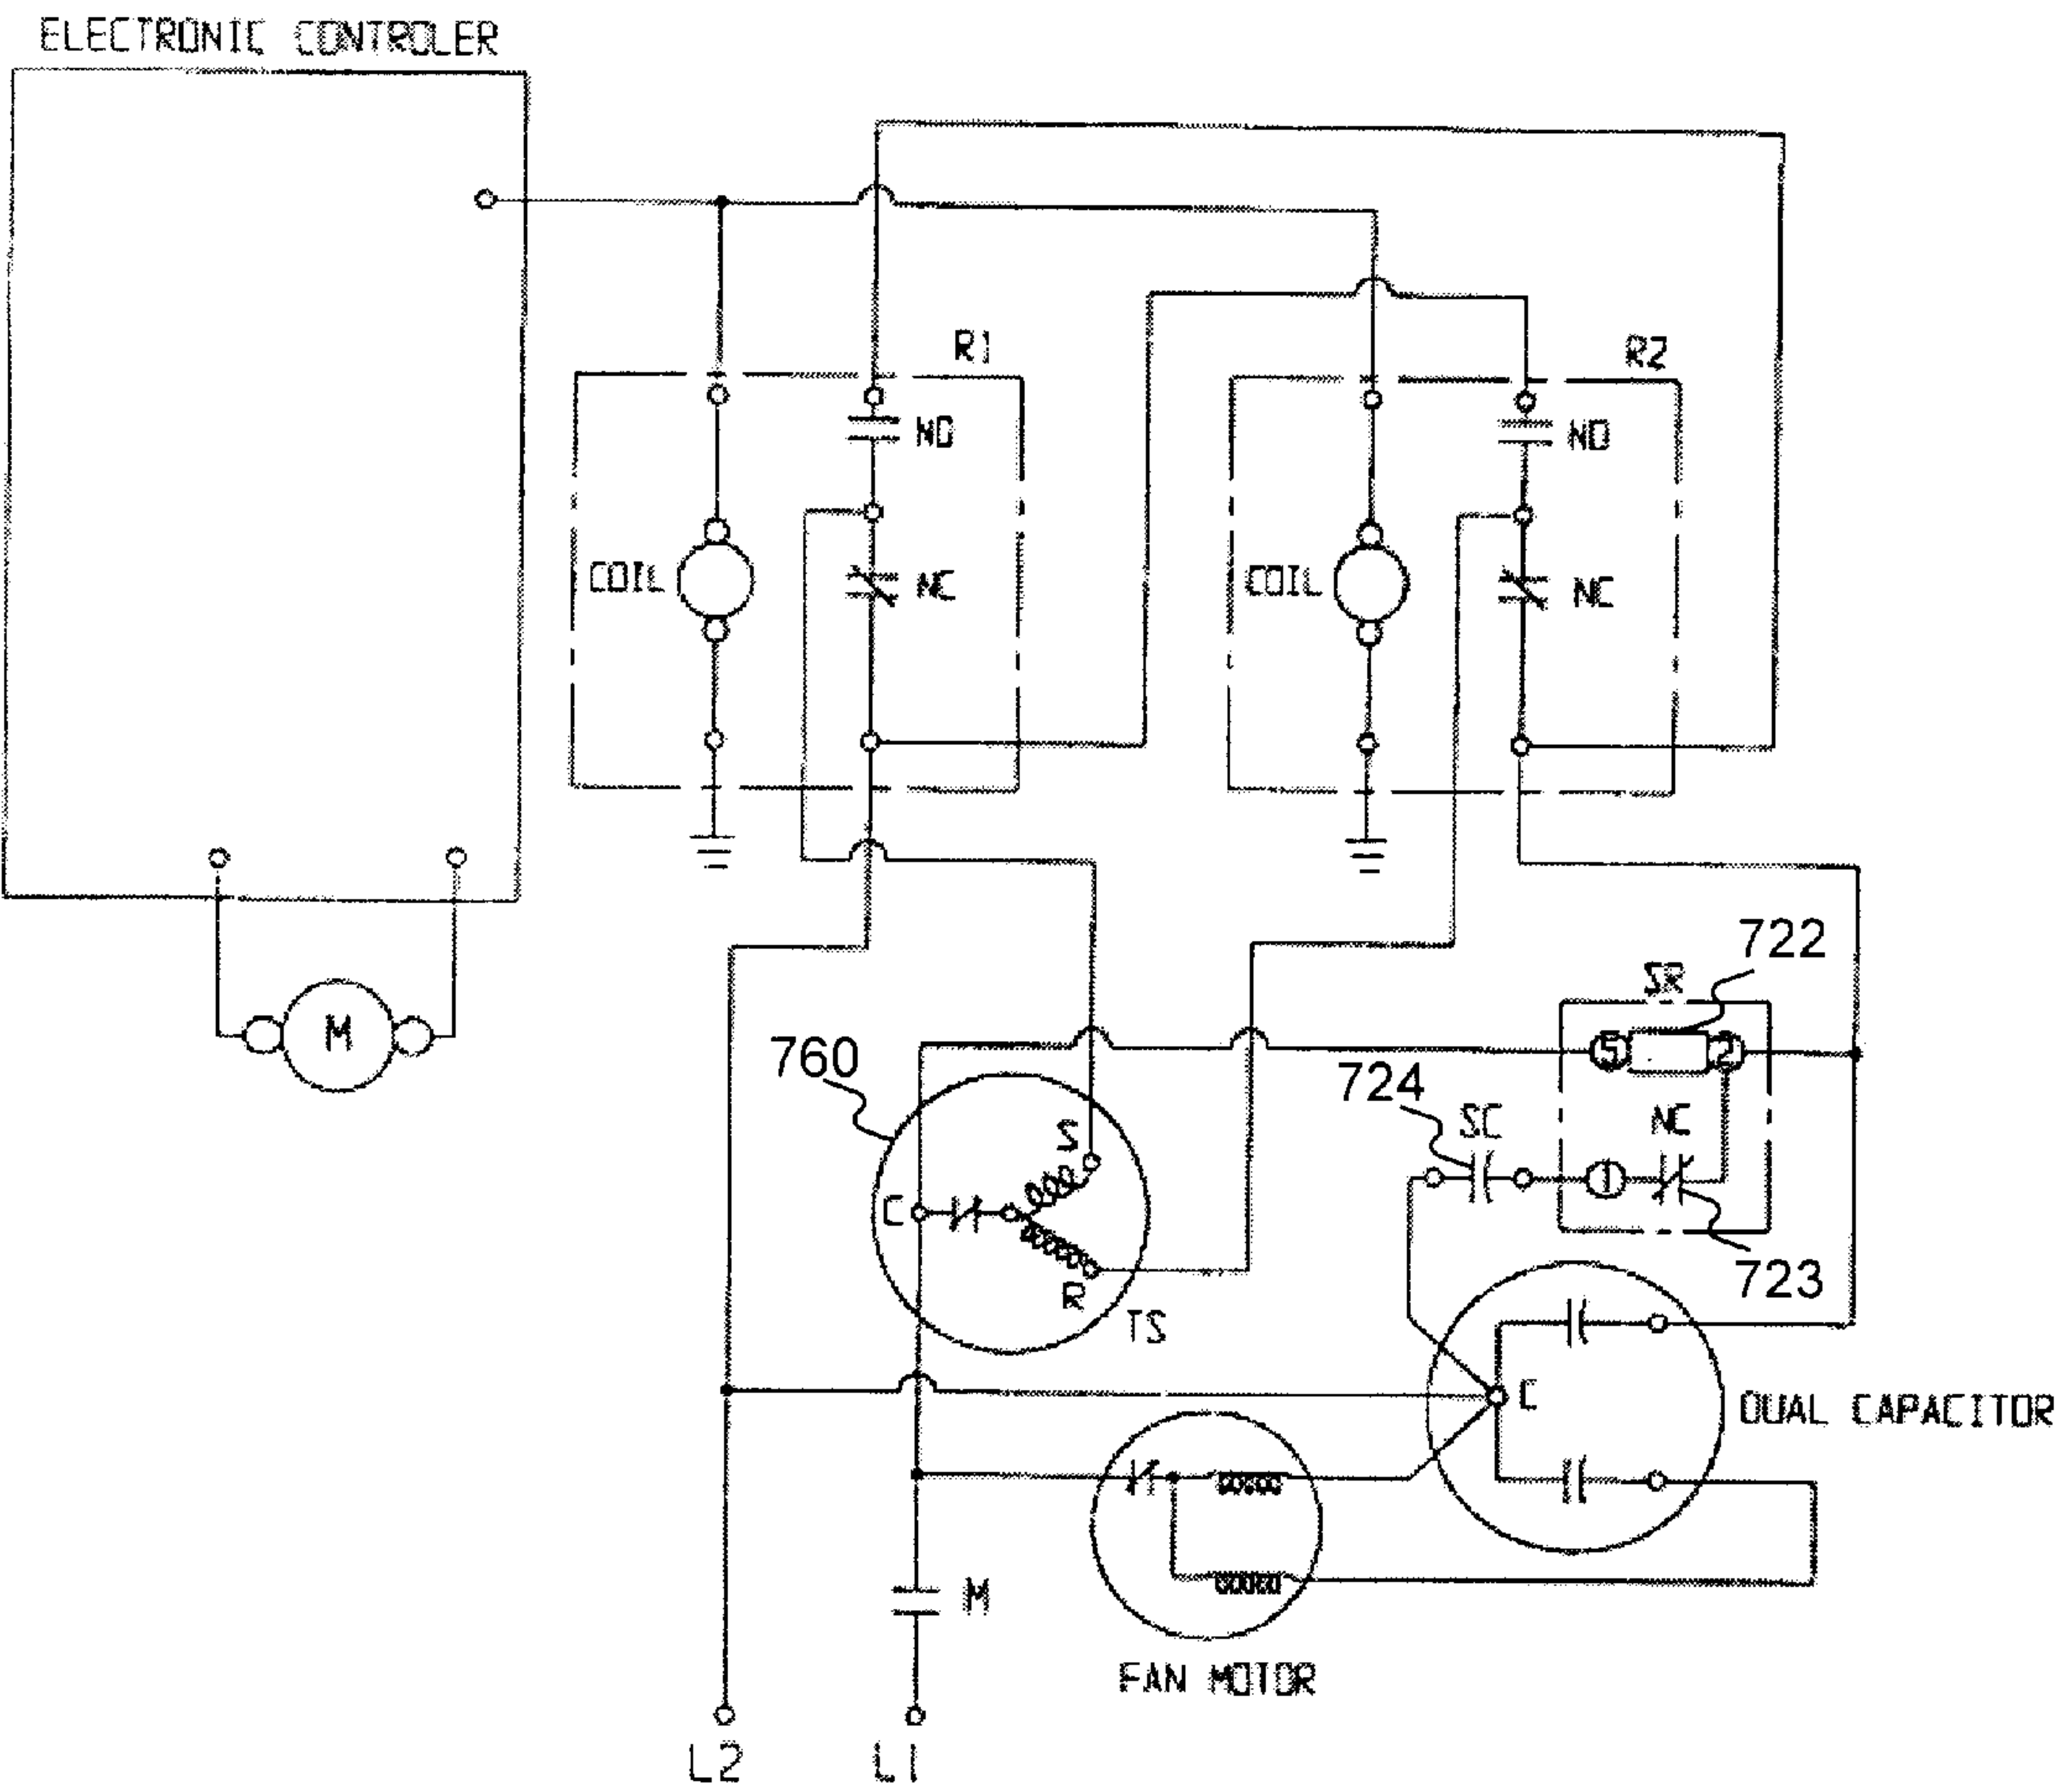 ELECTRONIC CONTROLER
R1
R2
NO
NO
COIL
NC
COIL
NC
722
SR
M
5
2
760
724
SC
NC
S
1
C
723
R
TS
C
DUAL CAPACITOR
M
FAN MOTOR
L2
L1